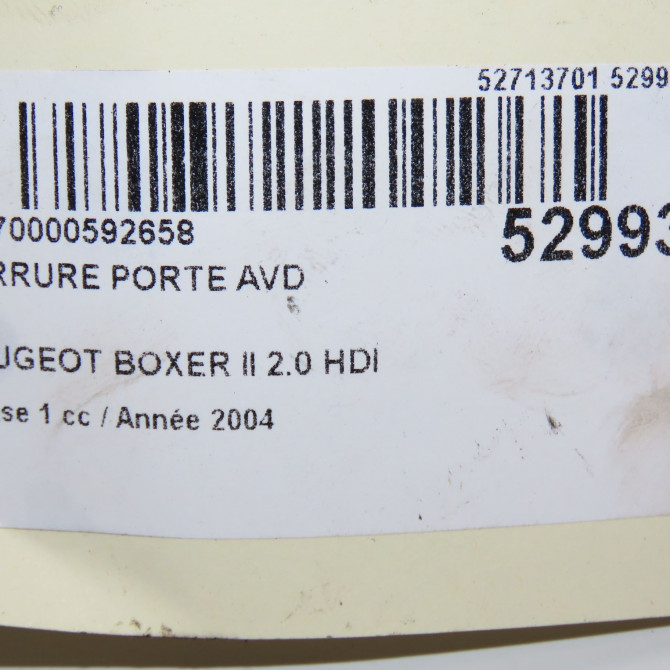 52713701 5299
70000592658
52993
RRURE PORTE AVD
UGEOT BOXER II 2.0 HDI
se 1 cc / Année 2004